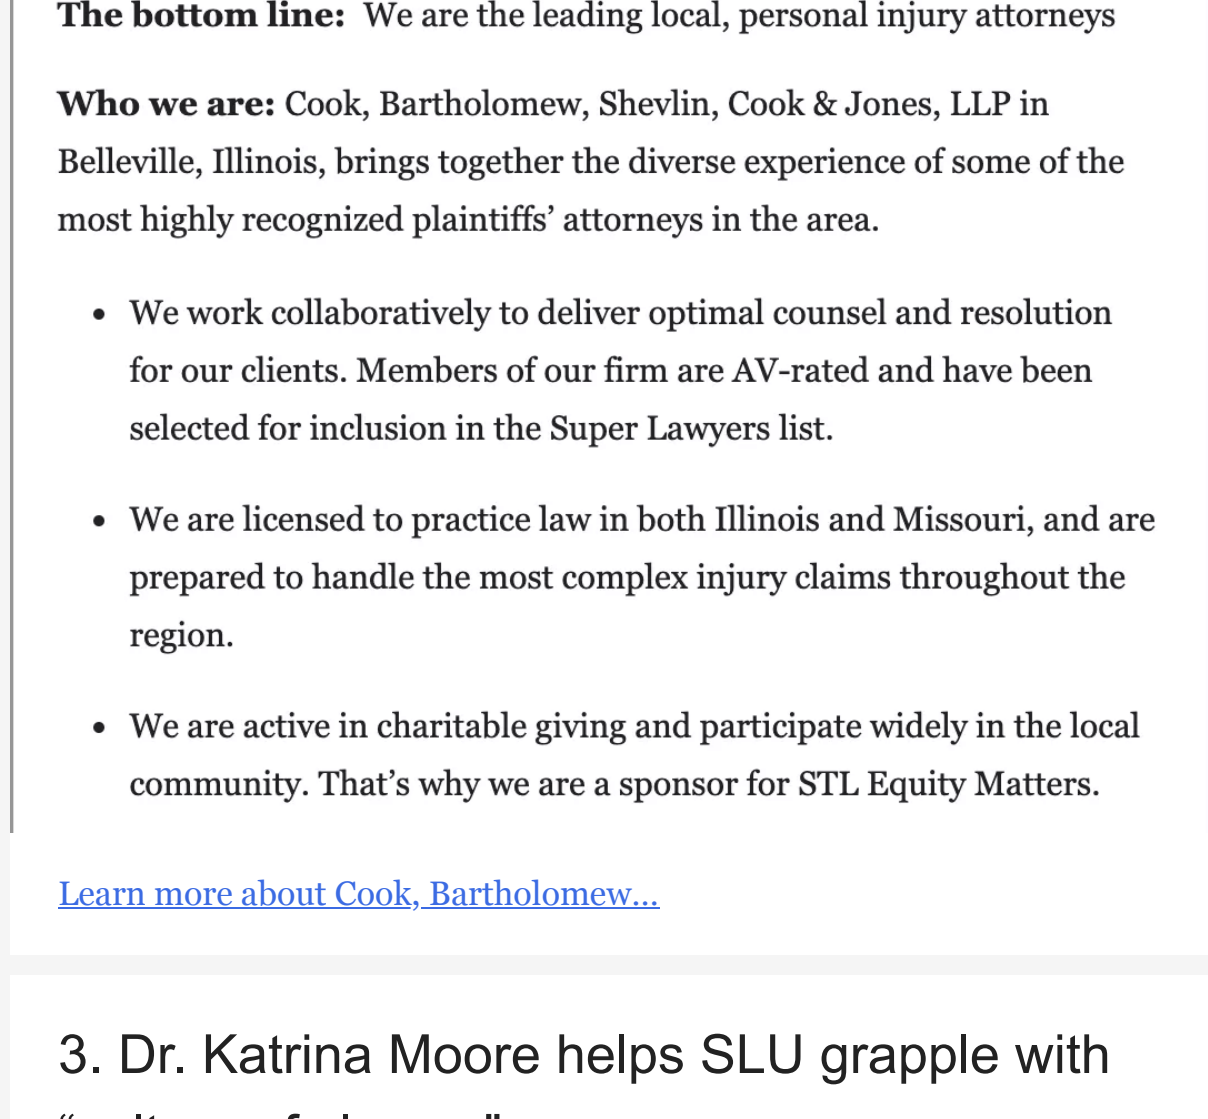 The bottom line: We are the leading local, personal injury attorneys
Who we are: Cook, Bartholomew, Shevlin, Cook & Jones, LLP in
Belleville, Illinois, brings together the diverse experience of some of the
most highly recognized plaintiffs’ attorneys in the area.
• We work collaboratively to deliver optimal counsel and resolution
for our clients. Members of our firm are AV-rated and have been
selected for inclusion in the Super Lawyers list.
• We are licensed to practice law in both Illinois and Missouri, and are
prepared to handle the most complex injury claims throughout the
region.
• We are active in charitable giving and participate widely in the local
community. That’s why we are a sponsor for STL Equity Matters.
Learn more about Cook, Bartholomew...
3. Dr. Katrina Moore helps SLU grapple with